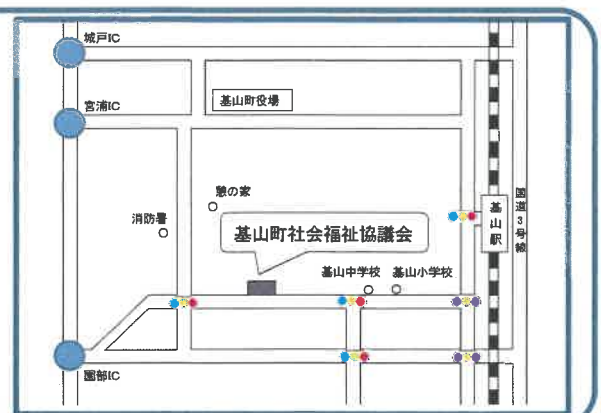 城戸IC
宮浦IC
基山町役場
憩の家
消防署
基山町社会福祉協議会
基山中学校
基山小学校
基山駅
国道3号線
園部IC